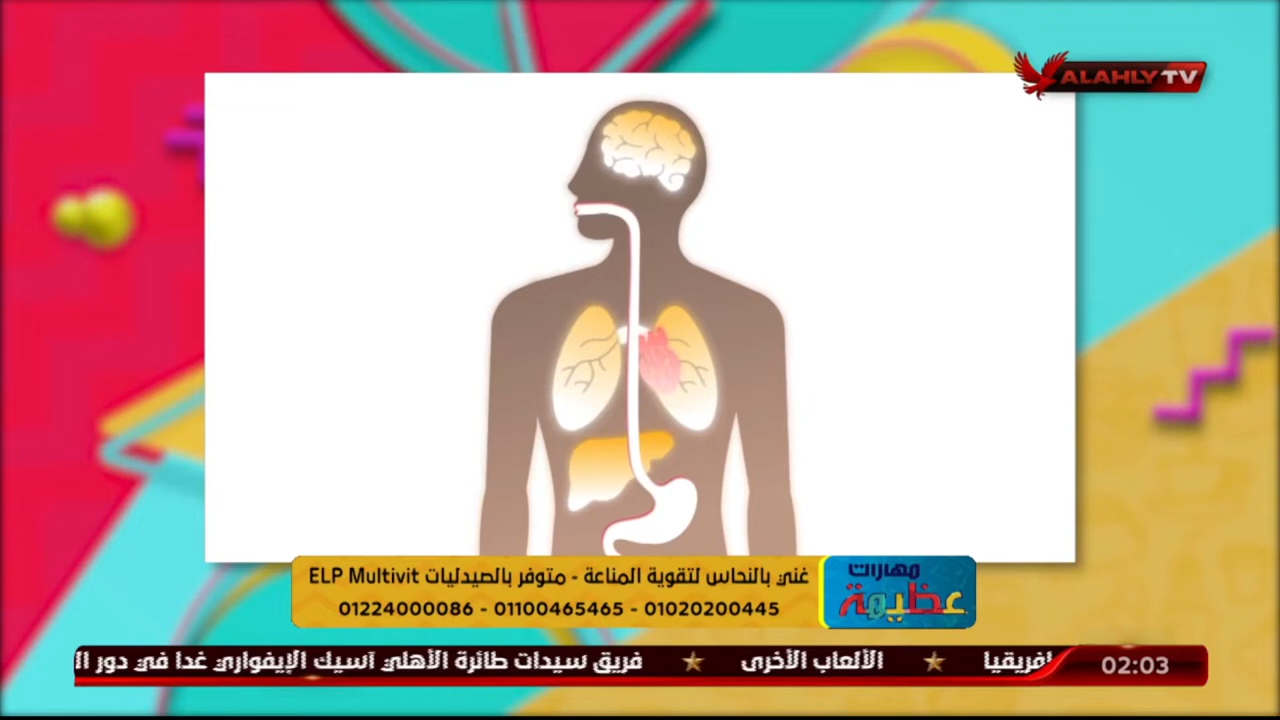 ALAHLY TV
مهارات
عظيمة
غني بالنحاس لتقوية المناعة - متوفر بالصيدليات ELP Multivit
01224000086 - 01100465465 - 01020200445
02:03
افريقيا ★ الألعاب الأخرى ★ فريق سيدات طائرة الأهلي آسيك الإيفواري غدا في دور